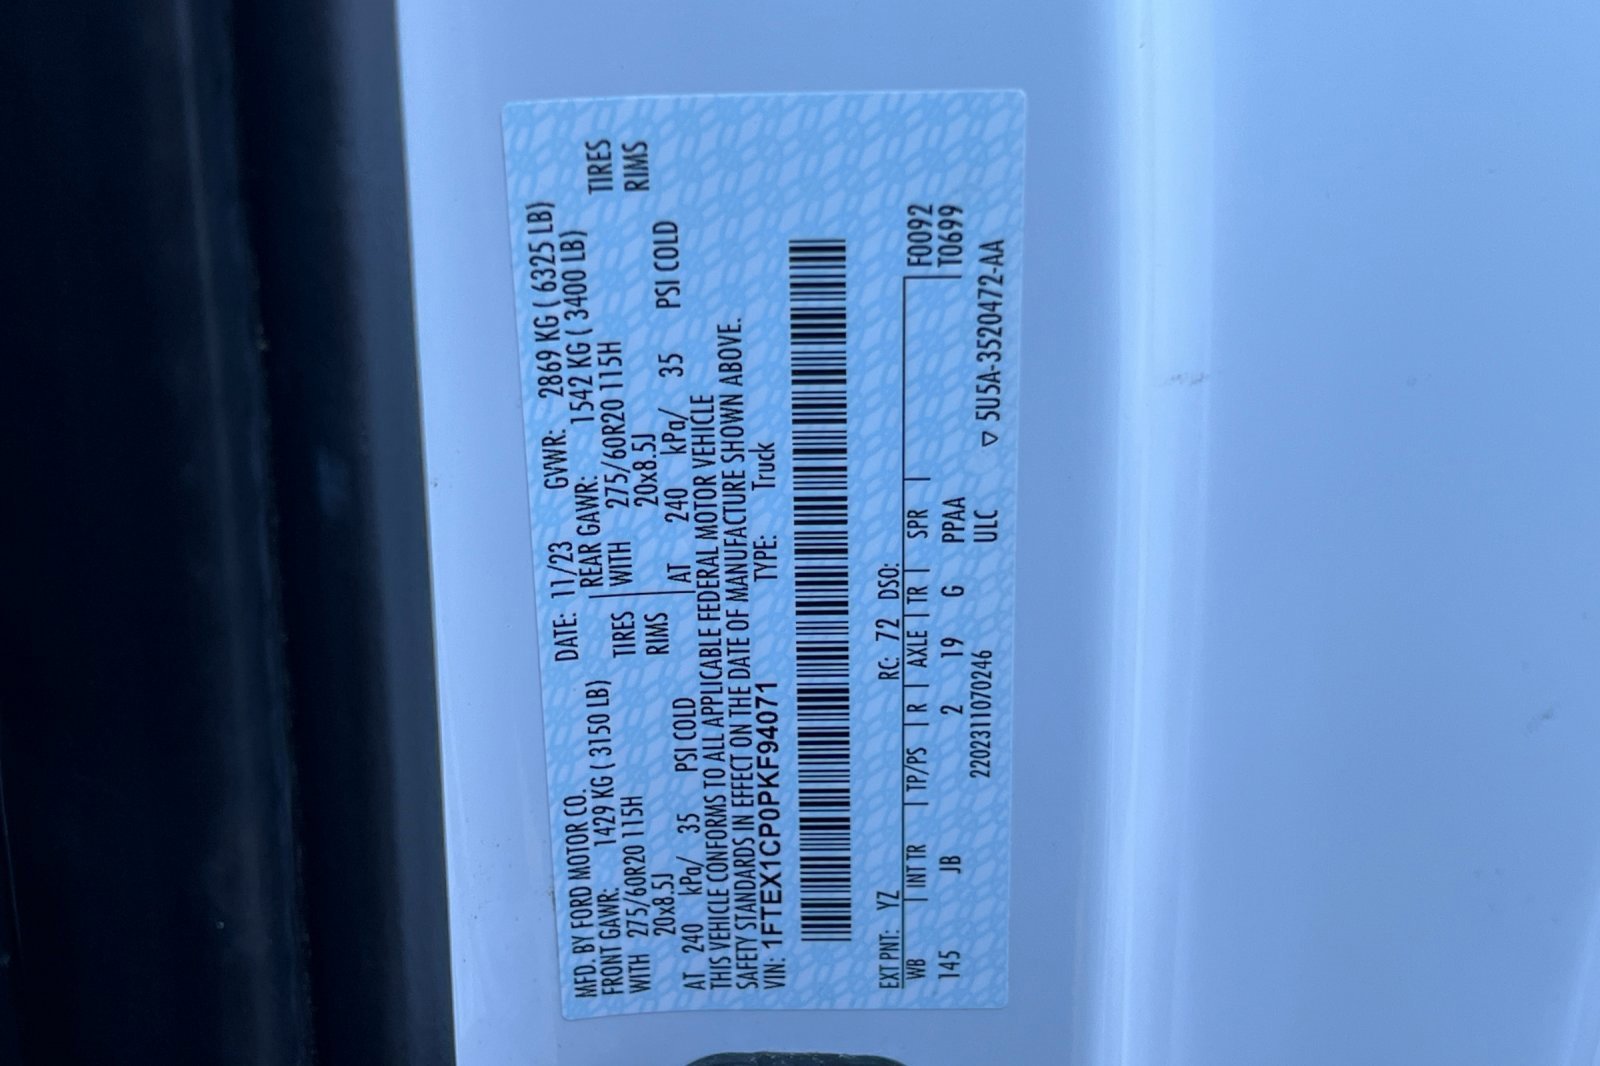 MFD. BY FORD MOTOR CO. DATE: 11/23 GVWR: 2869 KG ( 6325 LB)
FRONT GAWR: 1429 KG ( 3150 LB) REAR GAWR: 1542 KG ( 3400 LB)
WITH 275/60R20 115H TIRES WITH 275/60R20 115H TIRES
20x8.5J RIMS 20x8.5J RIMS
AT 240 kPa/ 35 PSI COLD AT 240 kPa/ 35 PSI COLD
THIS VEHICLE CONFORMS TO ALL APPLICABLE FEDERAL MOTOR VEHICLE
SAFETY STANDARDS IN EFFECT ON THE DATE OF MANUFACTURE SHOWN ABOVE.
VIN: 1FTEX1CP0PKF94071 TYPE: Truck
EXT PNT: YZ RC: 72 DSO: F0092
WB | INT TR | TP/PS | R | AXLE | TR | SPR | T0699
145 JB 2 19 G PPAA
2202311070246 ULC ▽ 5U5A-3520472-AA